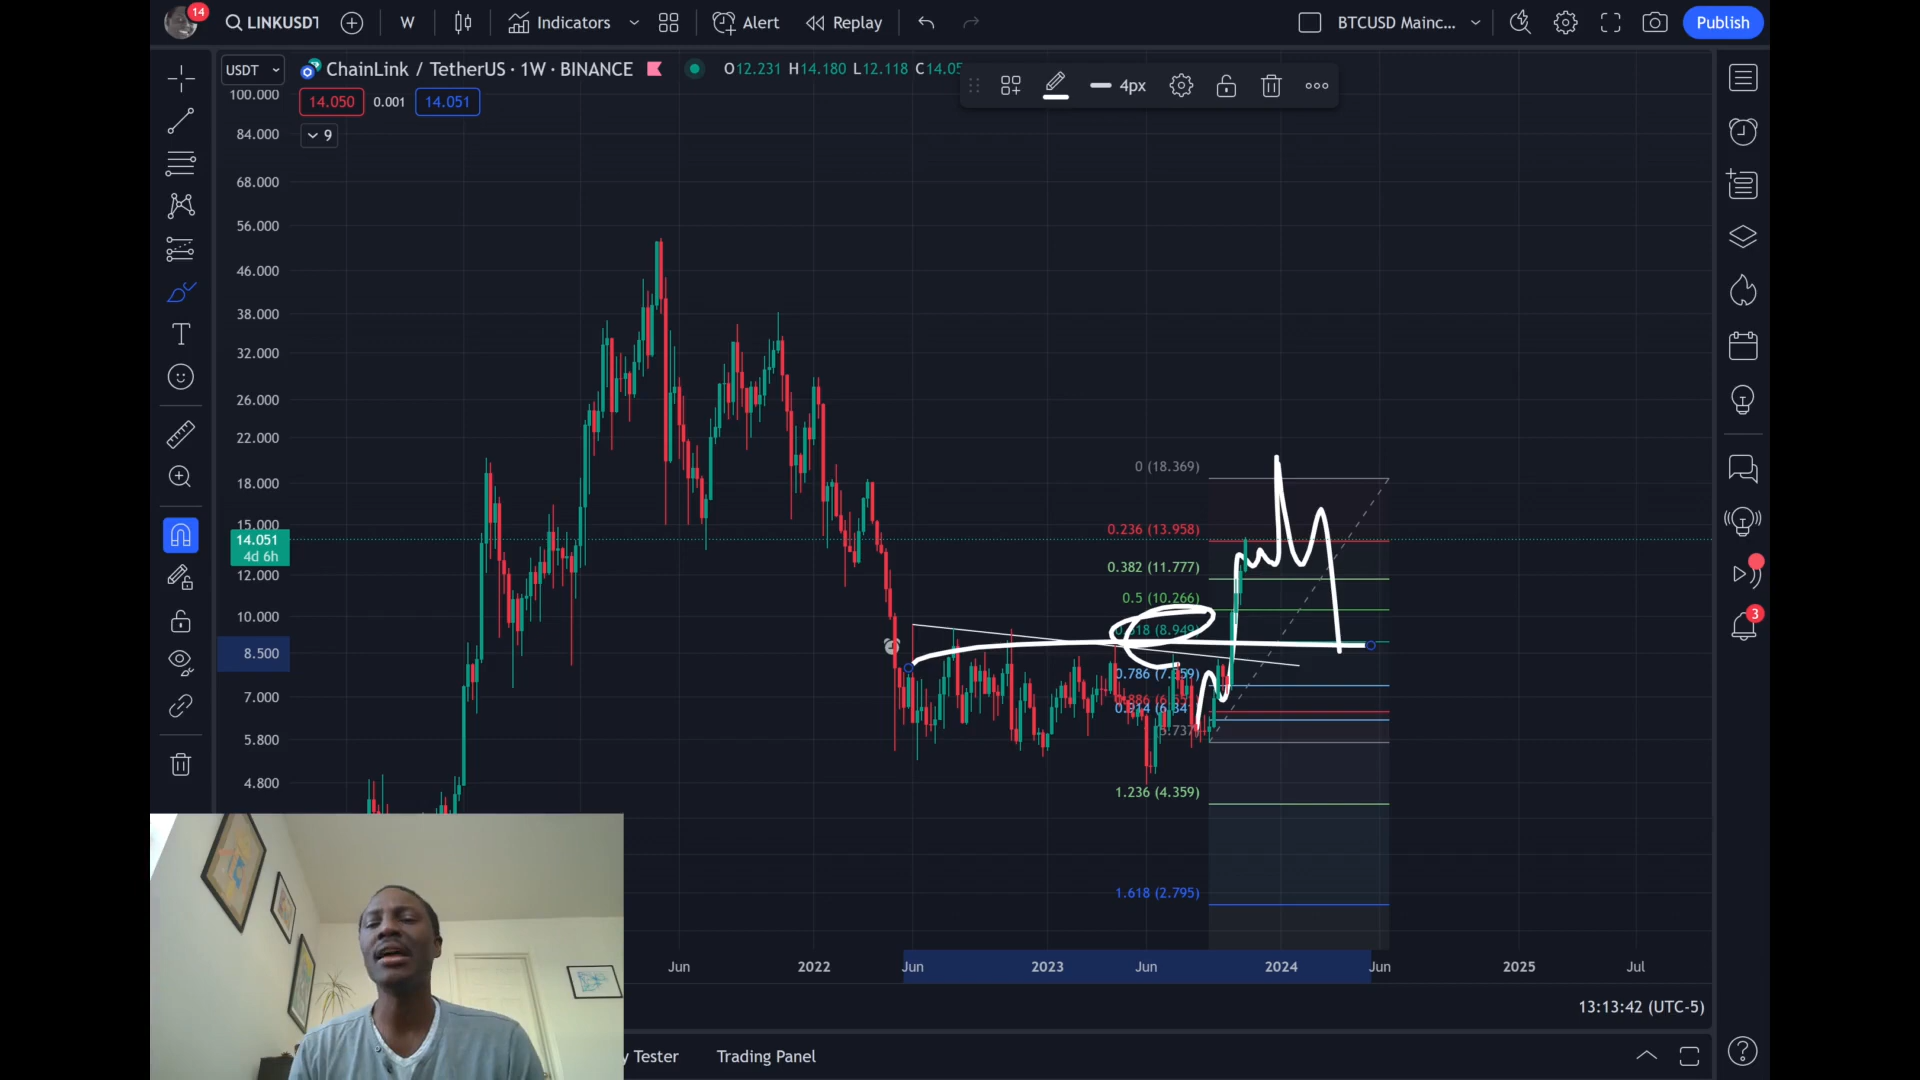 14
LINKUSDT
W
Indicators
Alert
Replay
BTCUSD Mainc...
Publish
USDT
ChainLink / TetherUS · 1W · BINANCE
O12.231 H14.180 L12.118 C14.05
4px
14.050
0.001
14.051
9
100.000
84.000
68.000
56.000
46.000
38.000
32.000
26.000
22.000
18.000
15.000
14.051
4d 6h
12.000
10.000
8.500
7.000
5.800
4.800
0 (18.369)
0.236 (13.958)
0.382 (11.777)
0.5 (10.266)
1.236 (4.359)
1.618 (2.795)
3
Jun
2022
Jun
2023
Jun
2024
Jun
2025
Jul
13:13:42 (UTC-5)
y Tester
Trading Panel